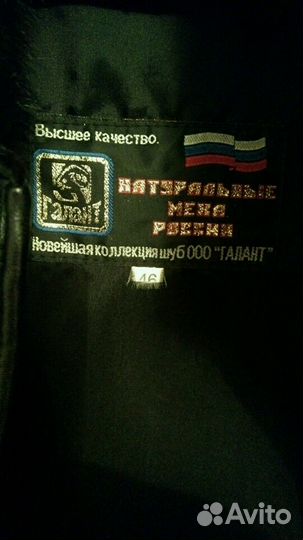 Высшее качество.
Галант
НАТУРАЛЬНЫЕ
МЕХА
РОССИИ
Новейшая коллекция шуб ООО "ГАЛАНТ"
46
Avito